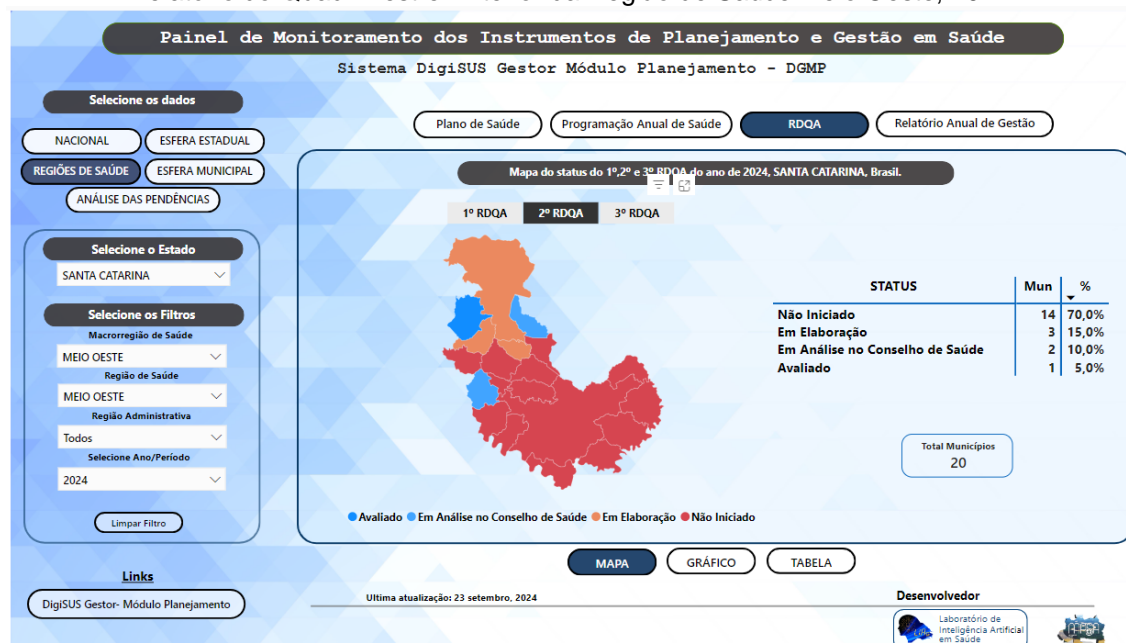 Painel de Monitoramento dos Instrumentos de Planejamento e Gestão em Saúde
Sistema DigiSUS Gestor Módulo Planejamento - DGMP
Selecione os dados
NACIONAL
ESFERA ESTADUAL
REGIÕES DE SAÚDE
ESFERA MUNICIPAL
ANÁLISE DAS PENDÊNCIAS
Plano de Saúde
Programação Anual de Saúde
RDQA
Relatório Anual de Gestão
Selecione o Estado
SANTA CATARINA
Selecione os Filtros
Macrorregião de Saúde
MEIO OESTE
Região de Saúde
MEIO OESTE
Região Administrativa
Todos
Selecione Ano/Período
2024
Limpar Filtro
Links
DigiSUS Gestor- Módulo Planejamento
Mapa do status do 1º,2º e 3º RDQA do ano de 2024, SANTA CATARINA, Brasil.
1º RDQA 2º RDQA 3º RDQA
STATUS Mun %
Não Iniciado 14 70,0%
Em Elaboração 3 15,0%
Em Análise no Conselho de Saúde 2 10,0%
Avaliado 1 5,0%
Total Municípios
20
Avaliado Em Análise no Conselho de Saúde Em Elaboração Não Iniciado
MAPA
GRÁFICO
TABELA
Ultima atualização: 23 setembro, 2024
Desenvolvedor
Laboratório de
Inteligência Artificial
em Saúde